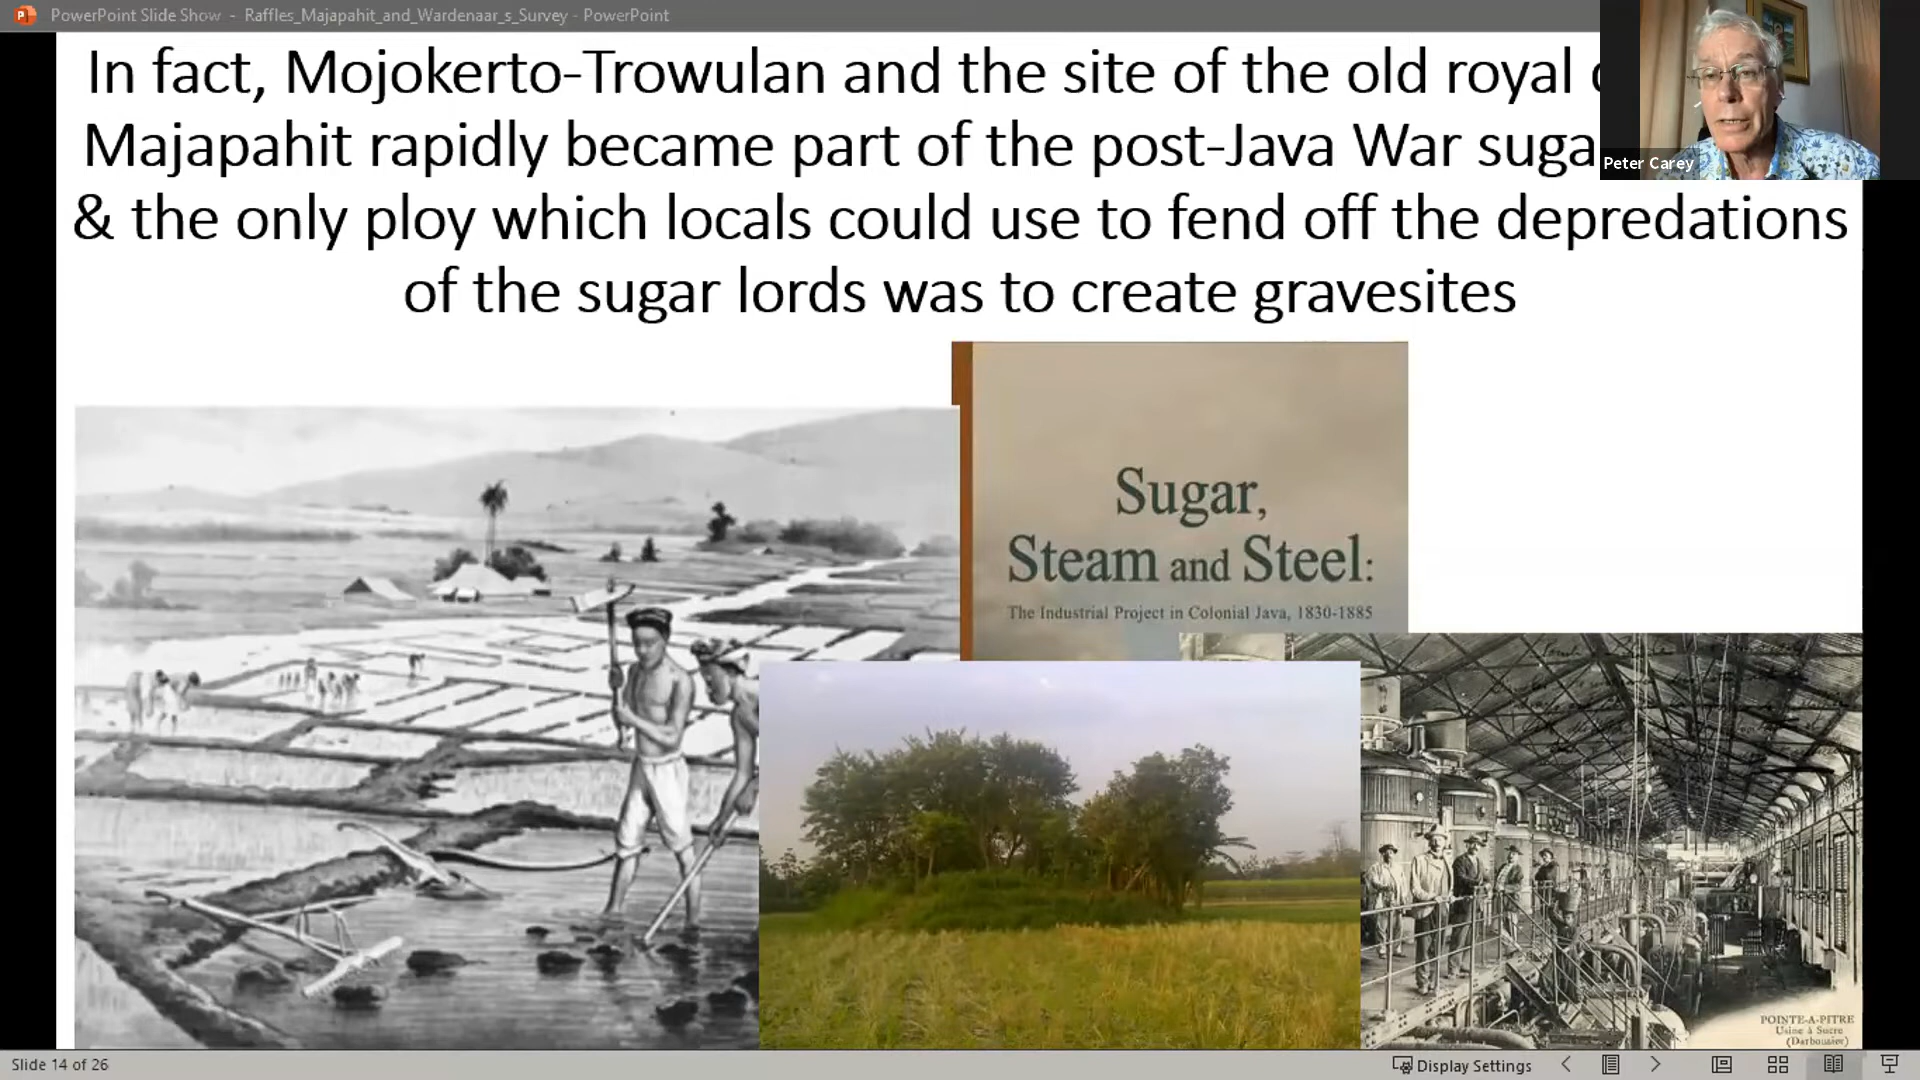 PowerPoint Slide Show - Raffles_Majapahit_and_Wardenaar_s_Survey - PowerPoint
In fact, Mojokerto-Trowulan and the site of the old royal
Majapahit rapidly became part of the post-Java War
& the only ploy which locals could use to fend off the depredations
of the sugar lords was to create gravesites
Peter Carey
Sugar,
Steam and Steel:
The Industrial Project in Colonial Java, 1830-1885
POINTE-A-PITRE
Usine à Sucre
(Darbousier)
Slide 14 of 26
Display Settings